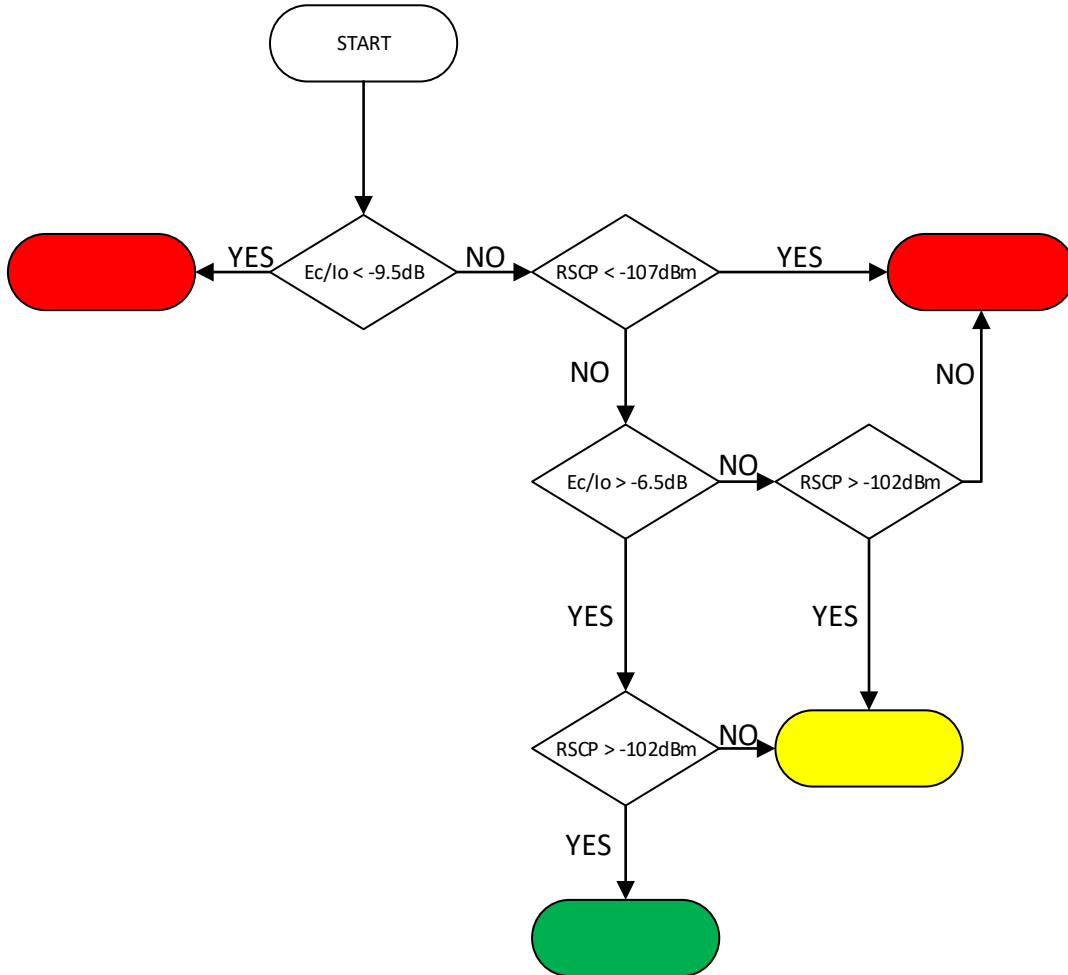 START
YES
Ec/Io < -9.5dB
NO
RSCP < -107dBm
YES
NO
NO
Ec/Io > -6.5dB
NO
RSCP > -102dBm
YES
YES
RSCP > -102dBm
NO
YES